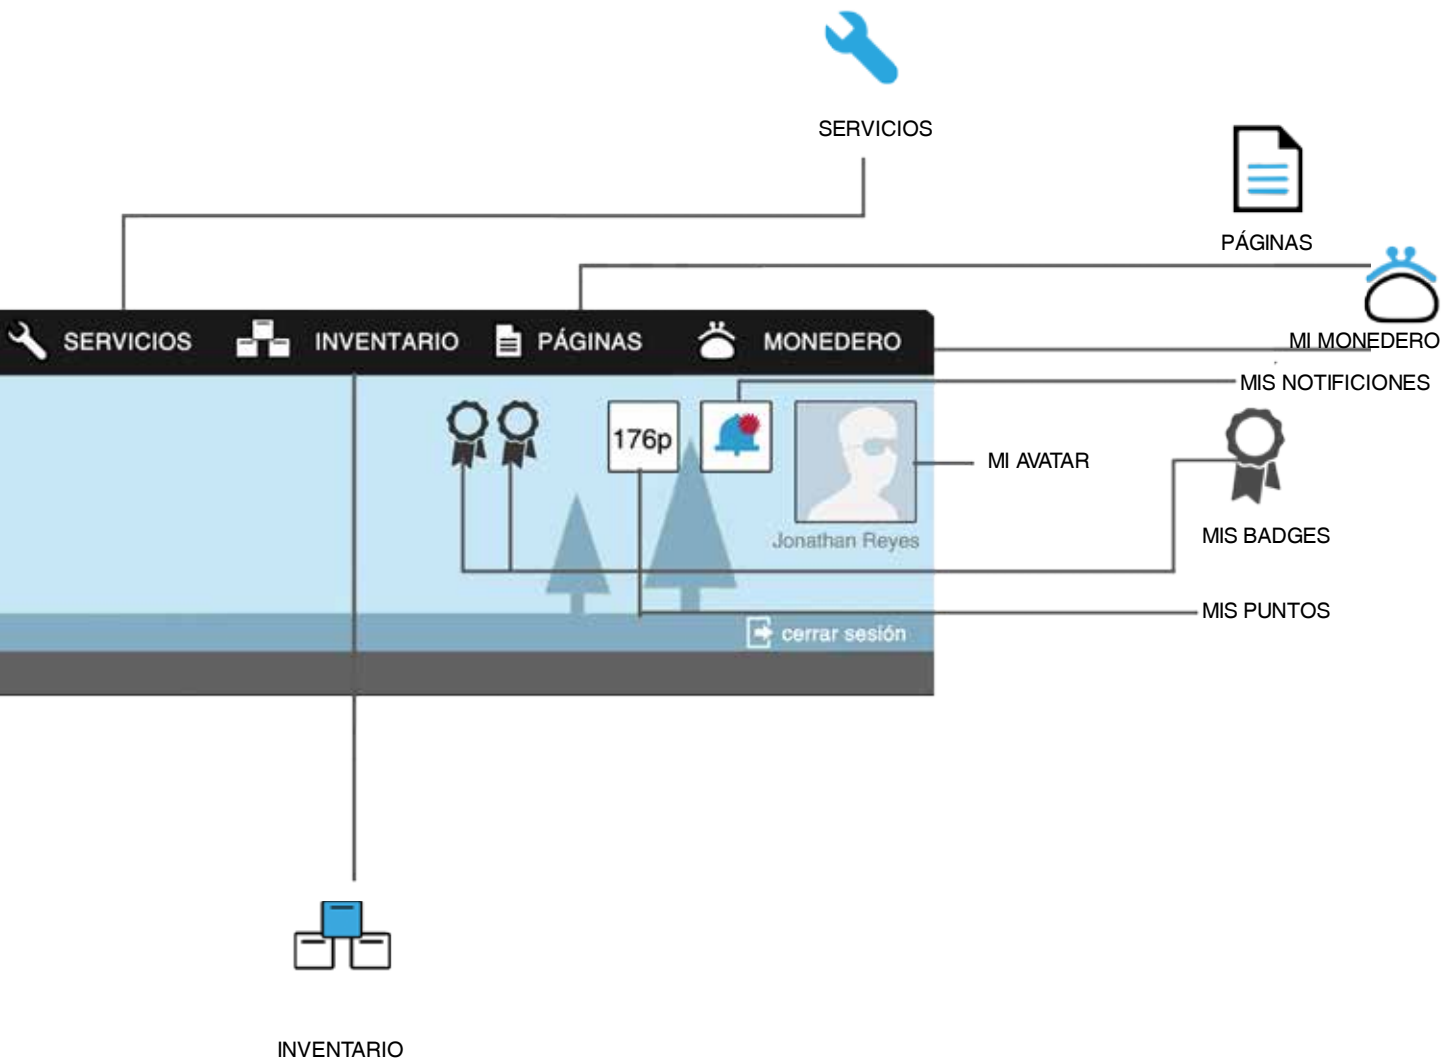 SERVICIOS
PÁGINAS
SERVICIOS INVENTARIO PÁGINAS MONEDERO
MI MONEDERO
MIS NOTIFICIONES
176p
MI AVATAR
Jonathan Reyes
MIS BADGES
MIS PUNTOS
cerrar sesión
INVENTARIO